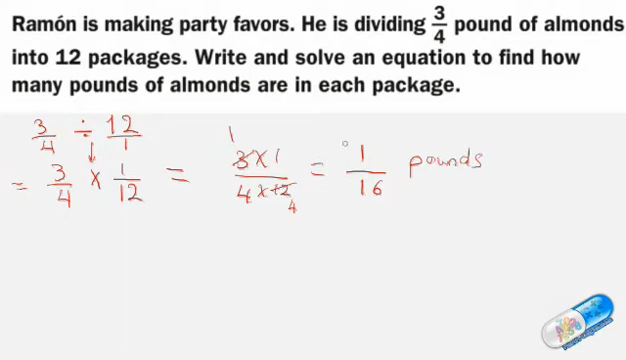 Ramón is making party favors. He is dividing 3/4 pound of almonds
into 12 packages. Write and solve an equation to find how
many pounds of almonds are in each package.
3/4 ÷ 12/1
= 3/4 × 1/12 = 3×1/4×12 = 1/16 pounds
1
4